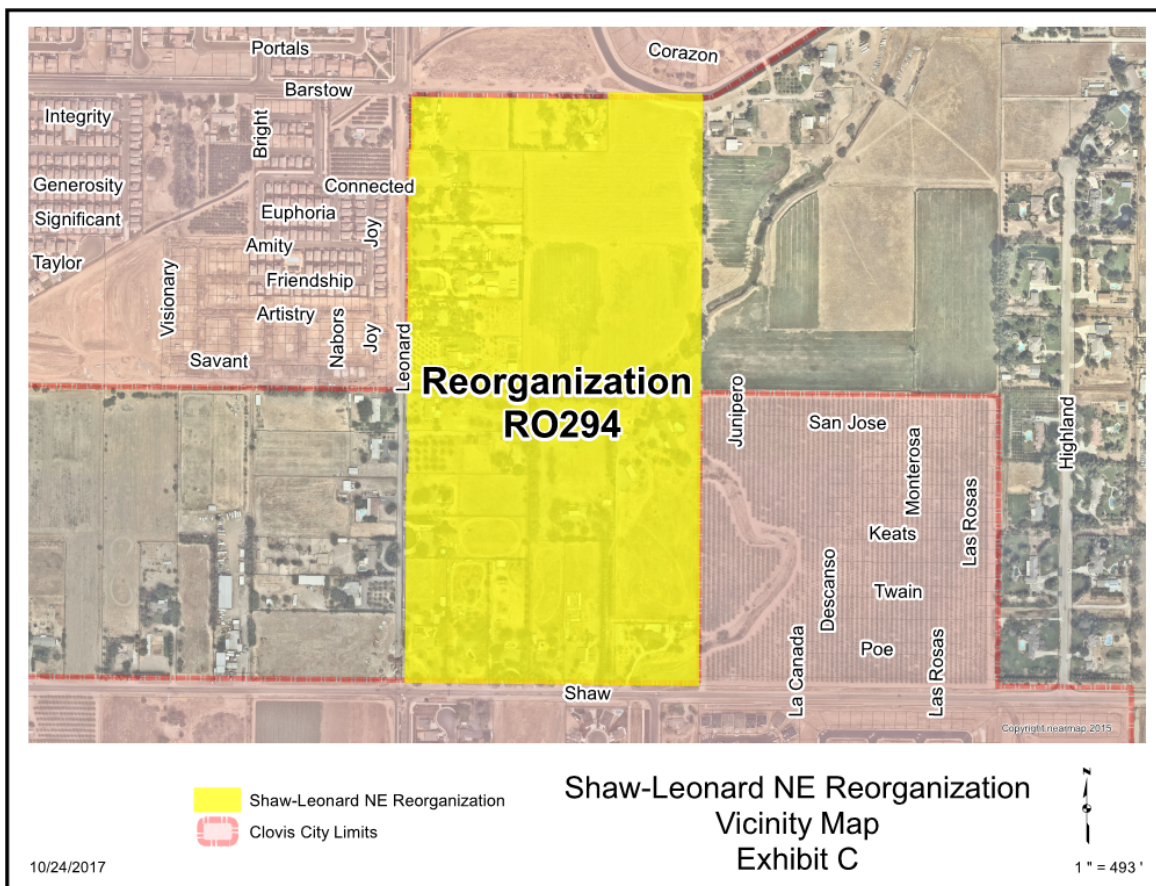 Portals
Corazon
Barstow
Integrity
Bright
Generosity
Connected
Significant
Euphoria
Joy
Amity
Taylor
Friendship
Visionary
Artistry
Nabors
Joy
Savant
Leonard
Reorganization
RO294
Junipero
San Jose
Monterosa
Highland
Las Rosas
Keats
Descanso
Twain
Poe
La Canada
Las Rosas
Shaw
Copyright nearmap 2015
Shaw-Leonard NE Reorganization
Clovis City Limits
Shaw-Leonard NE Reorganization
Vicinity Map
Exhibit C
z
10/24/2017
1 " = 493 '